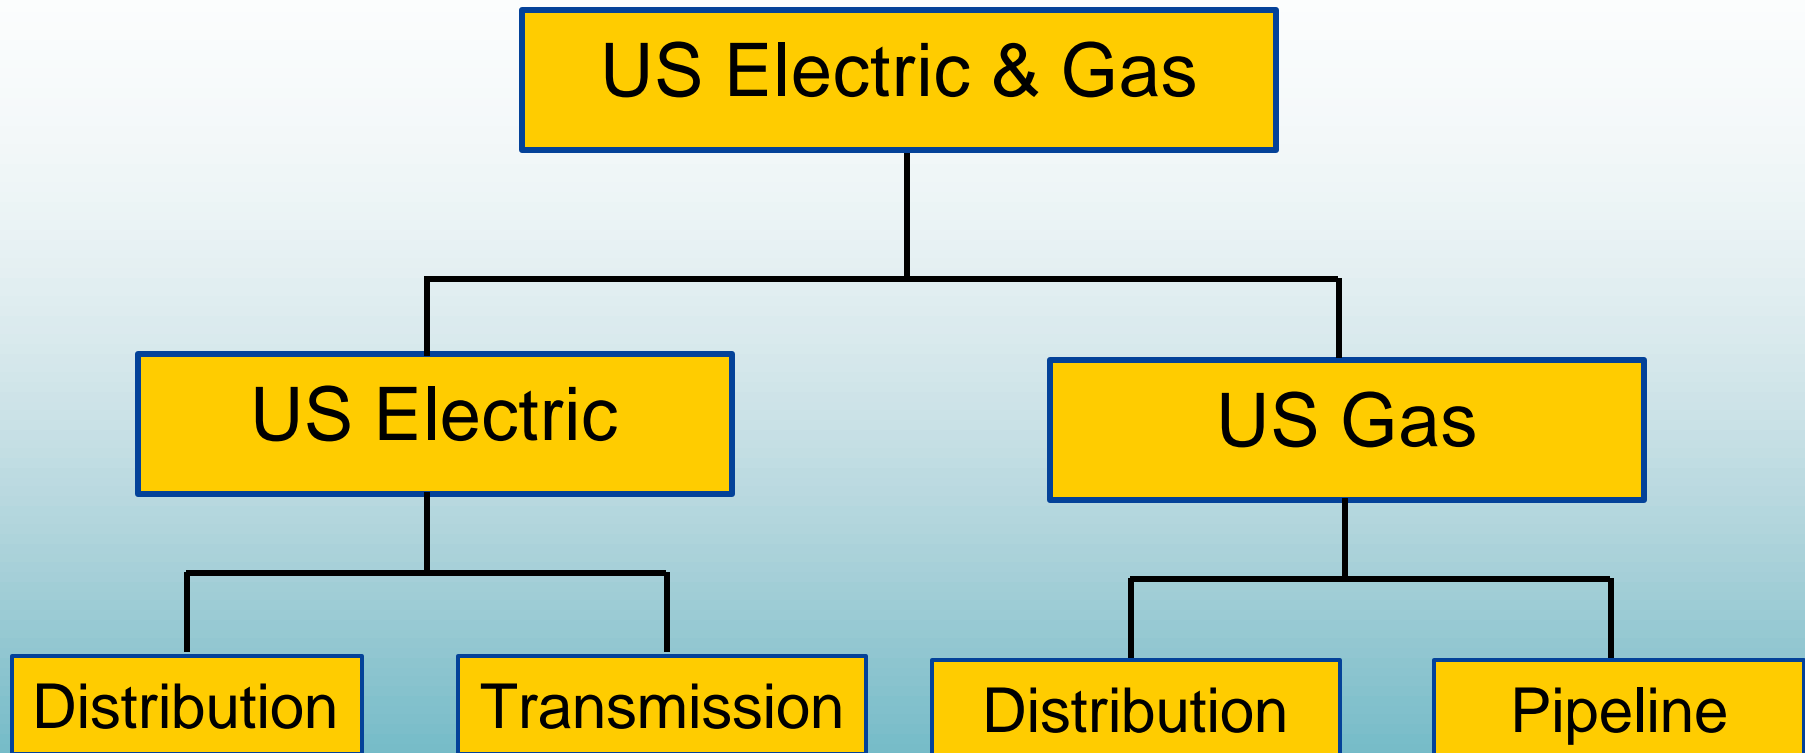 US Electric & Gas
US Electric
US Gas
Distribution
Transmission
Distribution
Pipeline